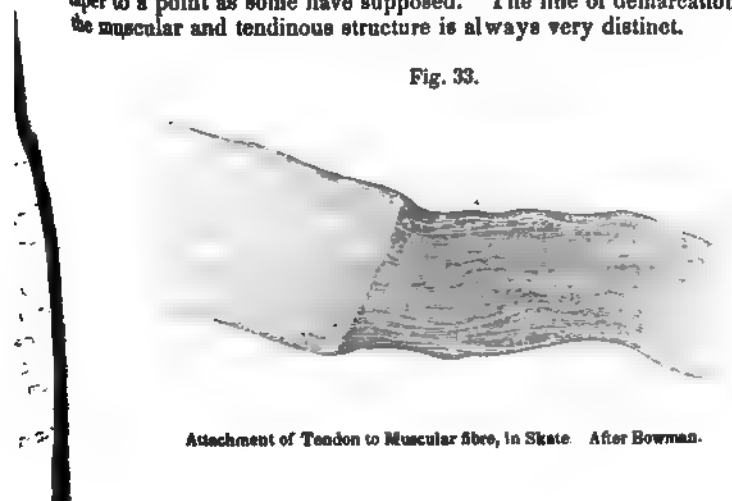 taper to a point as some have supposed. The line of demarcation
the muscular and tendinous structure is always very distinct.
Fig. 33.
Attachment of Tendon to Muscular fibre, in Skate. After Bowman.